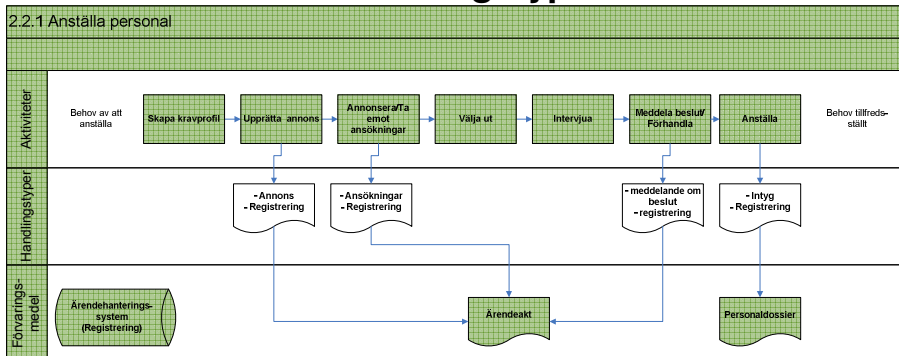 2.2.1 Anställa personal
Aktiviteter
Behov av att
anställa
Skapa kravprofil
Upprätta annons
Annonsera/Ta
emot
ansökningar
Välja ut
Intervjua
Meddela beslut/
Förhandla
Anställa
Behov tillfreds-
ställt
Handlingstyper
- Annons
- Registrering
- Ansökningar
- Registrering
- meddelande om
beslut
- registrering
- Intyg
- Registrering
Förvarings-
medel
Ärendehanterings-
system
(Registrering)
Ärendeakt
Personaldossier